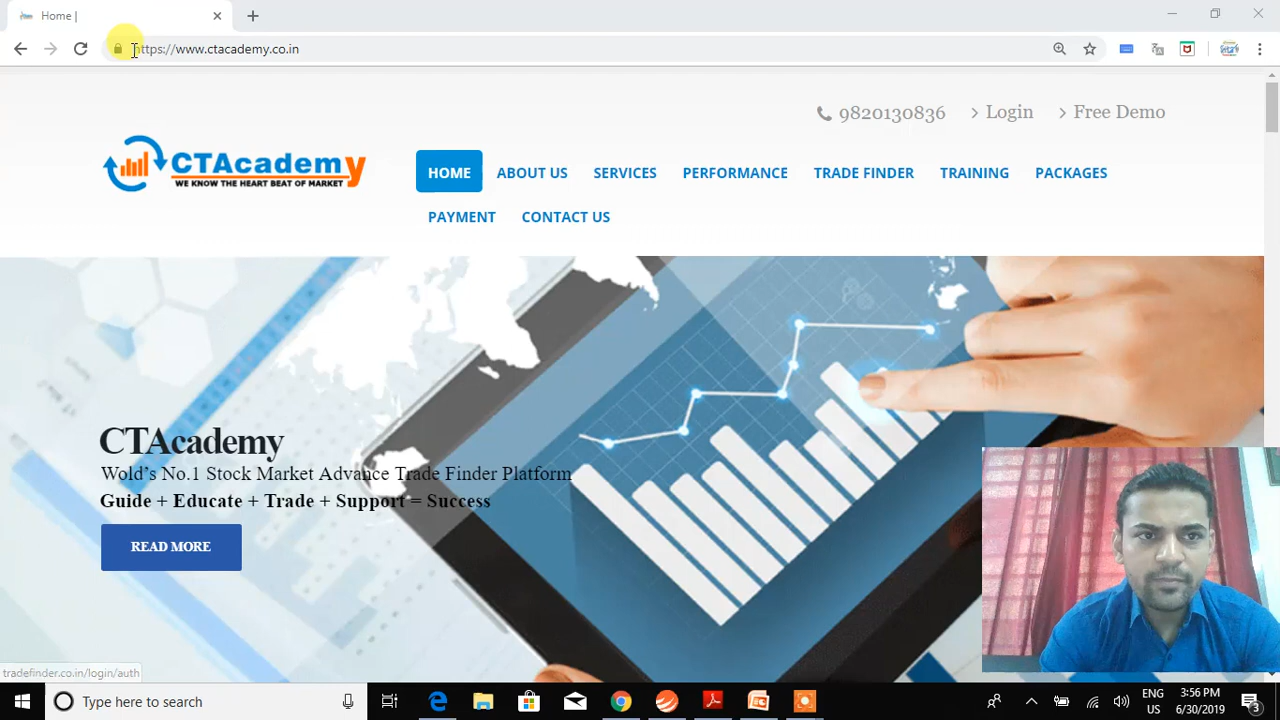 Home |
https://www.ctacademy.co.in
9820130836 Login Free Demo
CTAcademy
WE KNOW THE HEART BEAT OF MARKET
HOME ABOUT US SERVICES PERFORMANCE TRADE FINDER TRAINING PACKAGES
PAYMENT CONTACT US
CTAcademy
Wold's No.1 Stock Market Advance Trade Finder Platform
Guide + Educate + Trade + Support = Success
READ MORE
tradefinder.co.in/login/auth
Type here to search
ENG
US
3:56 PM
6/30/2019
3